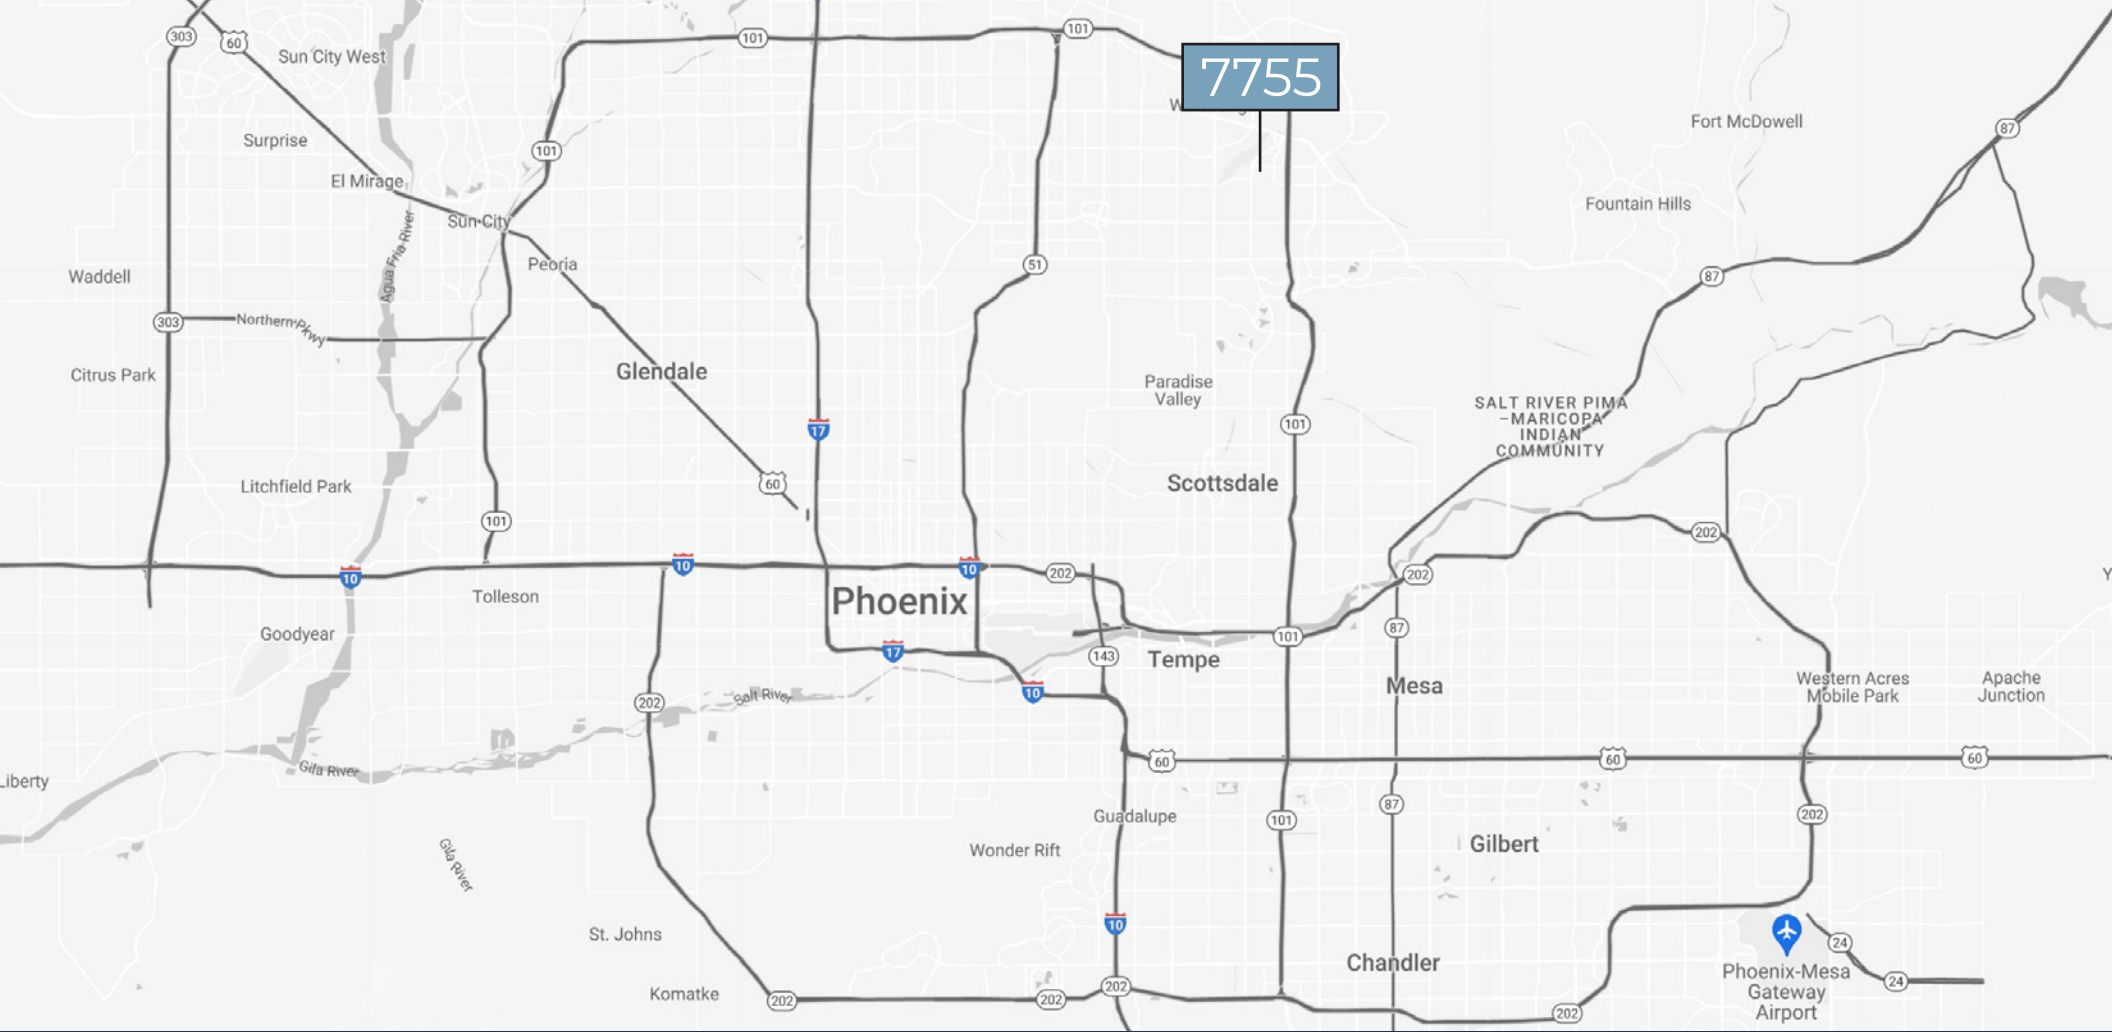 303
60
Sun City West
101
101
7755
Fort McDowell
87
Surprise
101
El Mirage
Fountain Hills
Sun City
Agua Fria River
Peoria
51
Waddell
87
303
Northern Pkwy
Glendale
Citrus Park
Paradise
Valley
SALT RIVER PIMA
-MARICOPA
INDIAN
COMMUNITY
17
101
Litchfield Park
60
Scottsdale
101
202
10
10
10
202
202
Tolleson
Phoenix
Goodyear
17
101
87
143
Tempe
Western Acres
Mobile Park
Apache
Junction
Mesa
202
Salt River
10
Gila River
60
60
60
Liberty
Guadalupe
101
87
202
Gila River
Wonder Rift
Gilbert
St. Johns
10
24
Chandler
Phoenix-Mesa
Gateway
Airport
24
Komatke
202
202
202
202